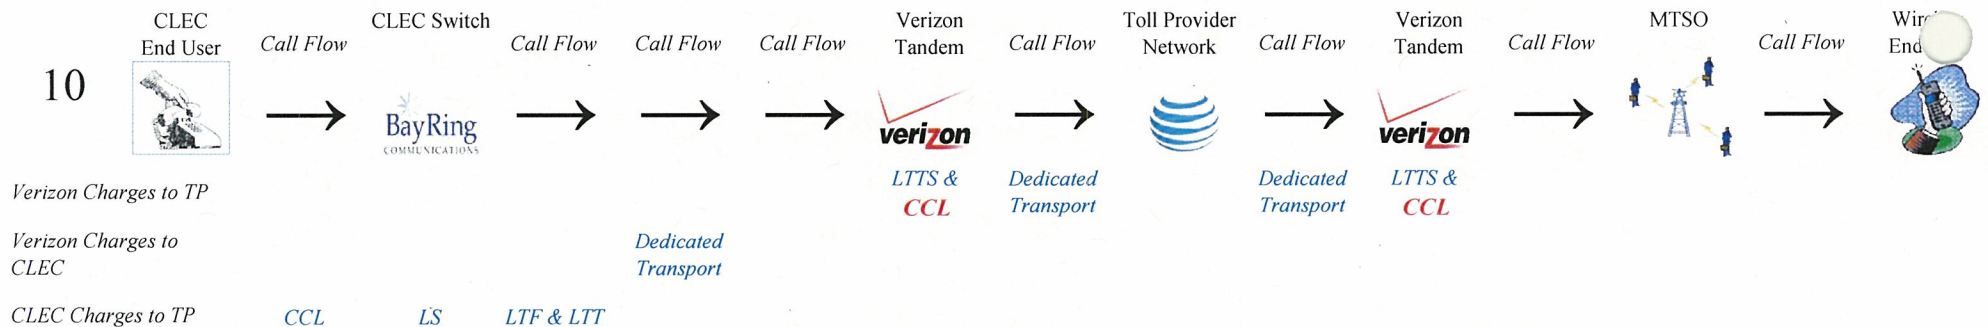 CLEC End User
Call Flow
CLEC Switch
Call Flow
Call Flow
Call Flow
Verizon Tandem
Call Flow
Toll Provider Network
Call Flow
Verizon Tandem
Call Flow
MTSO
Call Flow
10
BayRing
COMMUNICATIONS
verizon
verizon
Verizon Charges to TP
LTTS &
CCL
Dedicated
Transport
Dedicated
Transport
LTTS &
CCL
Verizon Charges to
CLEC
Dedicated
Transport
CLEC Charges to TP
CCL
LS
LTF & LTT